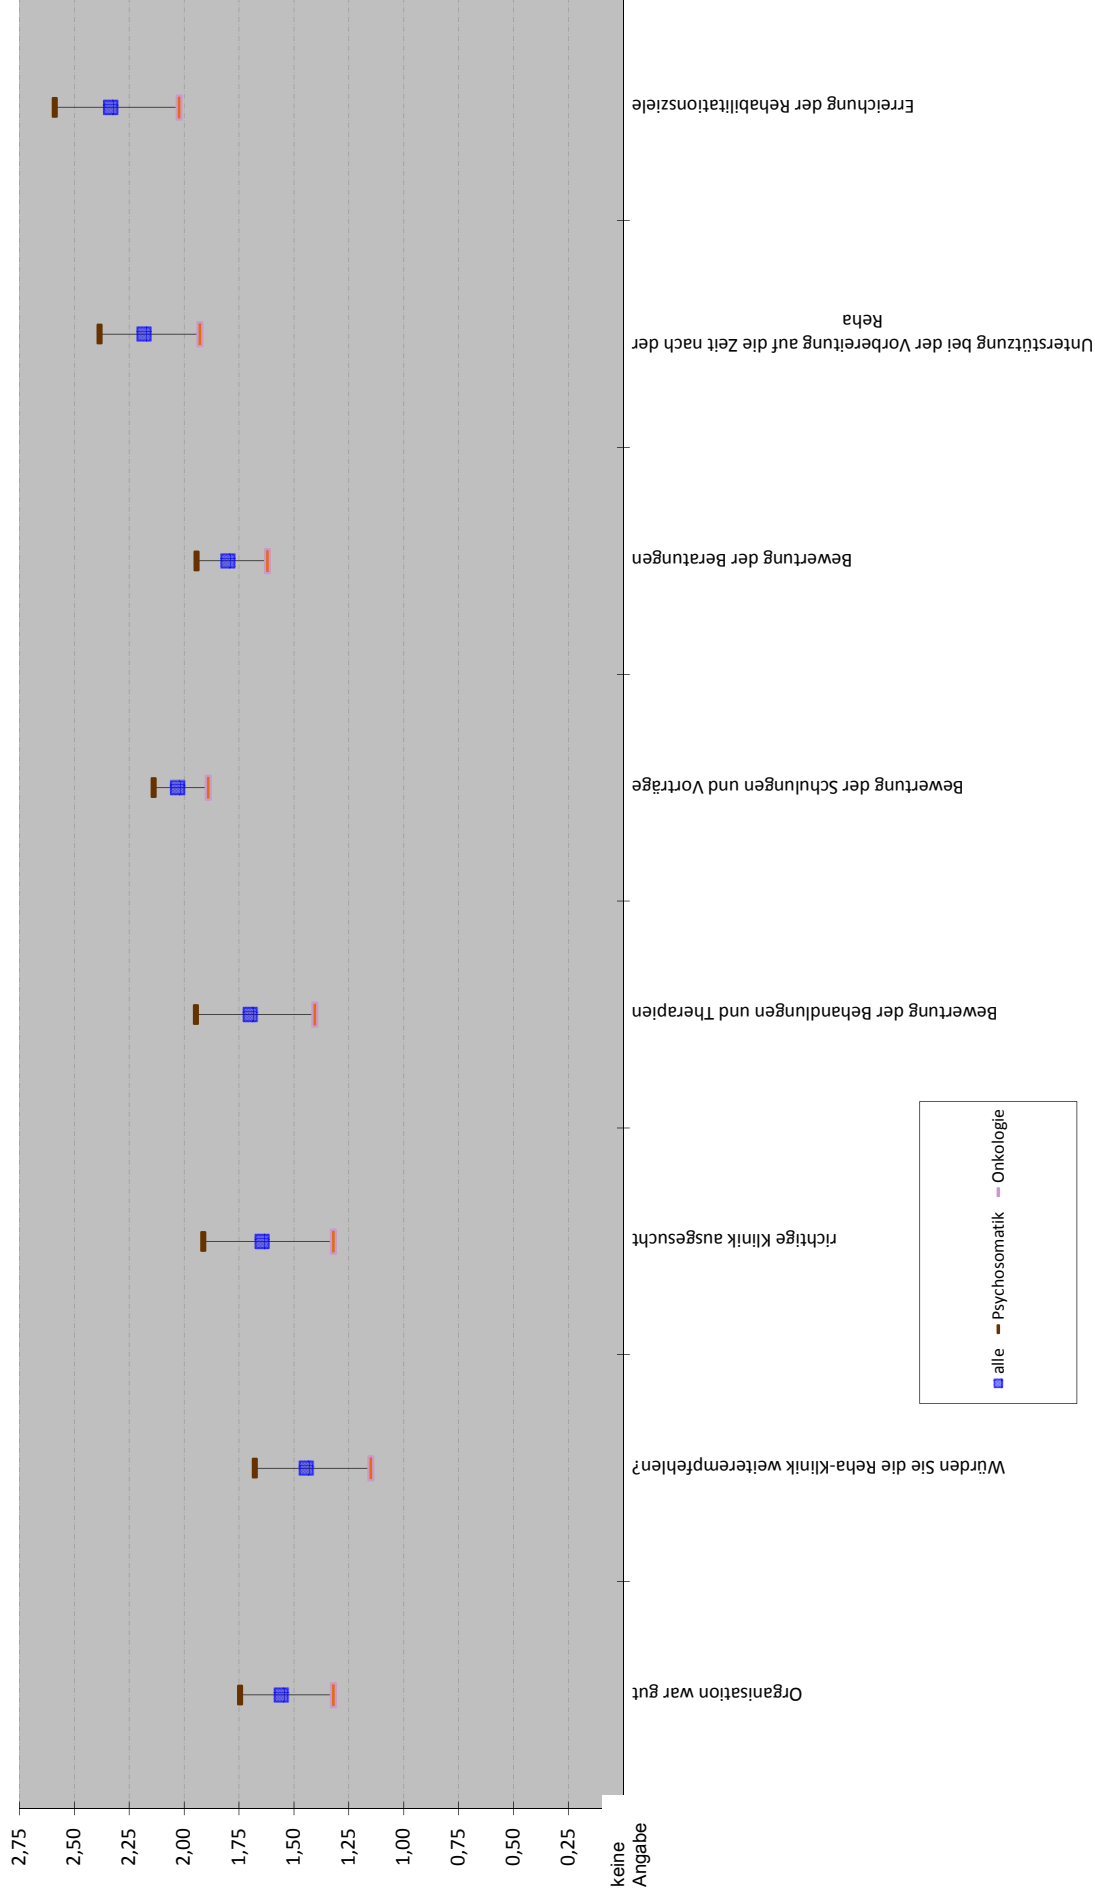 2,75
2,50
2,25
2,00
1,75
1,50
1,25
1,00
0,75
0,50
0,25
keine
Angabe
Organisation war gut
Würden Sie die Reha-Klinik weiterempfehlen?
richtige Klinik ausgesucht
Bewertung der Behandlungen und Therapien
Bewertung der Schulungen und Vorträge
Bewertung der Beratungen
Unterstützung bei der Vorbereitung auf die Zeit nach der
Reha
Erreichung der Rehabilitationsziele
alle Psychosomatik Onkologie